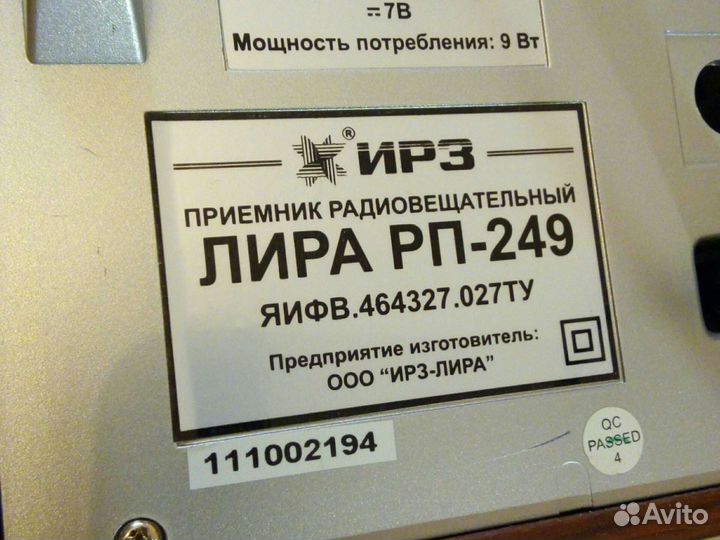 ⎓7В
Мощность потребления: 9 Вт
® ИРЗ
ПРИЕМНИК РАДИОВЕЩАТЕЛЬНЫЙ
ЛИРА РП-249
ЯИФВ.464327.027ТУ
Предприятие изготовитель:
ООО “ИРЗ-ЛИРА”
111002194
QC
PASSED
4
Avito